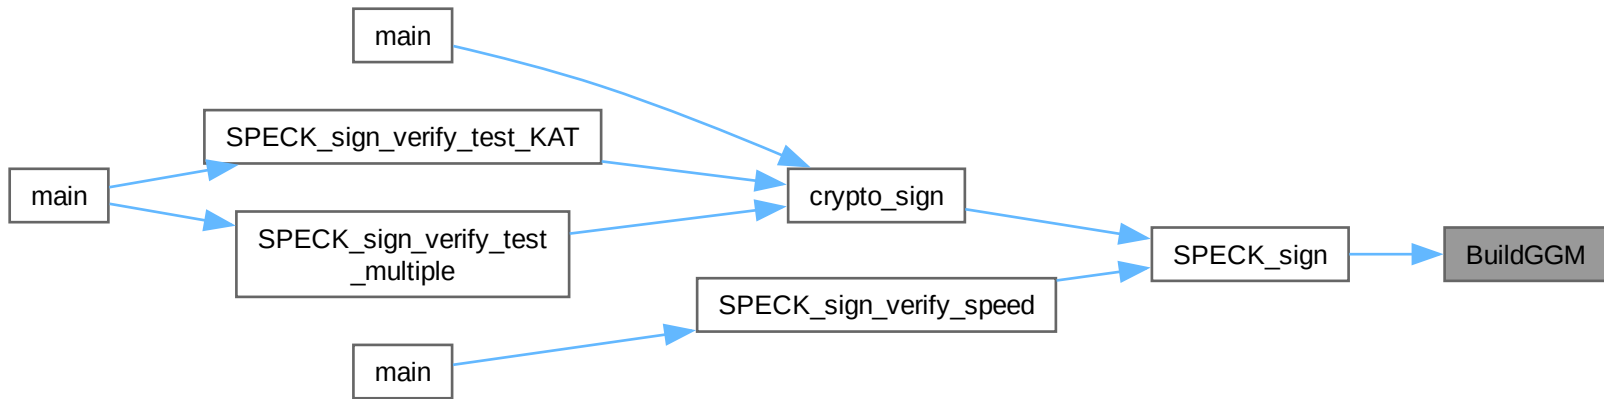 main
SPECK_sign_verify_test_KAT
main
crypto_sign
SPECK_sign_verify_test
_multiple
SPECK_sign
BuildGGM
SPECK_sign_verify_speed
main